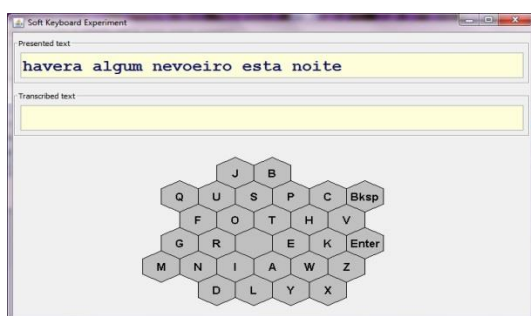 Soft Keyboard Experiment
Presented text
havera algum nevoeiro esta noite
Transcribed text
J B
Q U S P C Bksp
F O T H V
G R E K Enter
M N I A W Z
D L Y X